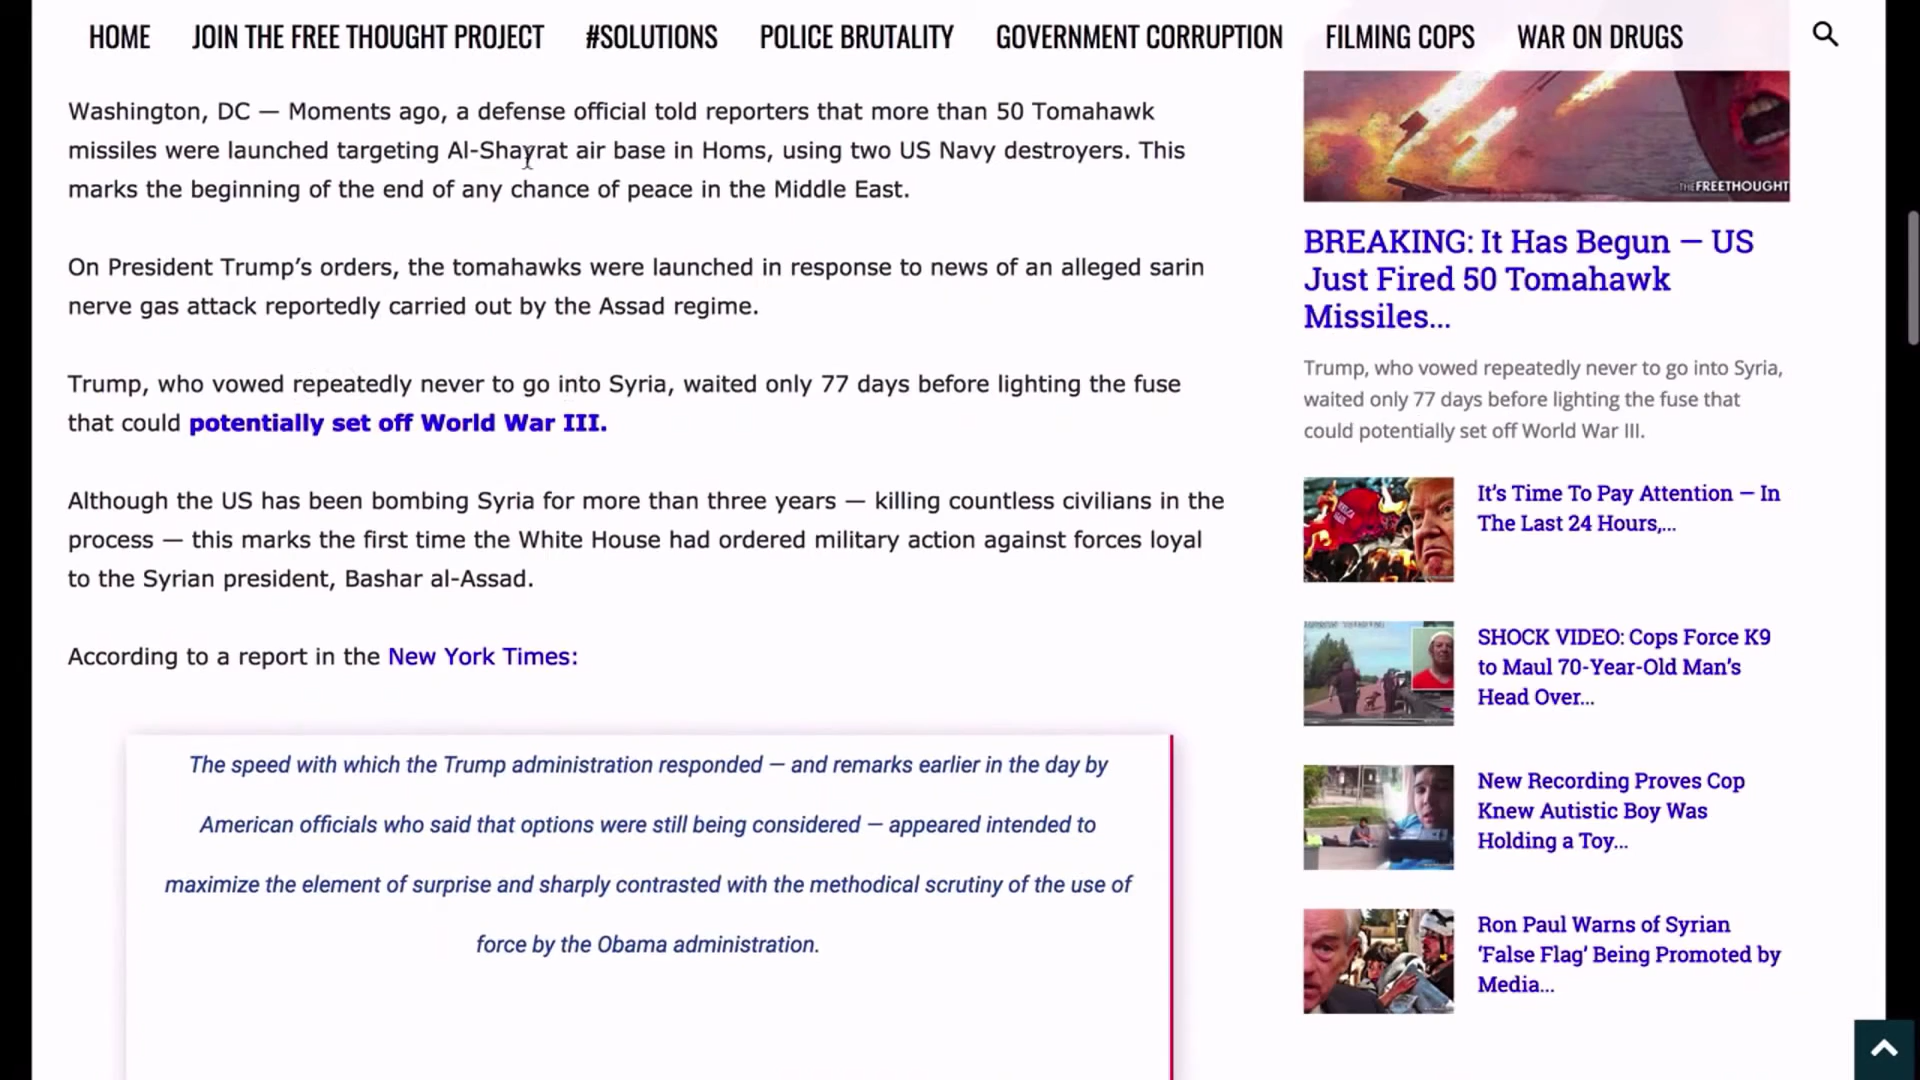 HOME JOIN THE FREE THOUGHT PROJECT #SOLUTIONS POLICE BRUTALITY GOVERNMENT CORRUPTION FILMING COPS WAR ON DRUGS
Washington, DC — Moments ago, a defense official told reporters that more than 50 Tomahawk
missiles were launched targeting Al-Shayrat air base in Homs, using two US Navy destroyers. This
marks the beginning of the end of any chance of peace in the Middle East.
On President Trump’s orders, the tomahawks were launched in response to news of an alleged sarin
nerve gas attack reportedly carried out by the Assad regime.
Trump, who vowed repeatedly never to go into Syria, waited only 77 days before lighting the fuse
that could potentially set off World War III.
Although the US has been bombing Syria for more than three years — killing countless civilians in the
process — this marks the first time the White House had ordered military action against forces loyal
to the Syrian president, Bashar al-Assad.
According to a report in the New York Times:
The speed with which the Trump administration responded — and remarks earlier in the day by
American officials who said that options were still being considered — appeared intended to
maximize the element of surprise and sharply contrasted with the methodical scrutiny of the use of
force by the Obama administration.
THEFREETHOUGHT
BREAKING: It Has Begun — US
Just Fired 50 Tomahawk
Missiles...
Trump, who vowed repeatedly never to go into Syria,
waited only 77 days before lighting the fuse that
could potentially set off World War III.
It’s Time To Pay Attention — In
The Last 24 Hours,...
SHOCK VIDEO: Cops Force K9
to Maul 70-Year-Old Man’s
Head Over...
New Recording Proves Cop
Knew Autistic Boy Was
Holding a Toy...
Ron Paul Warns of Syrian
‘False Flag’ Being Promoted by
Media...